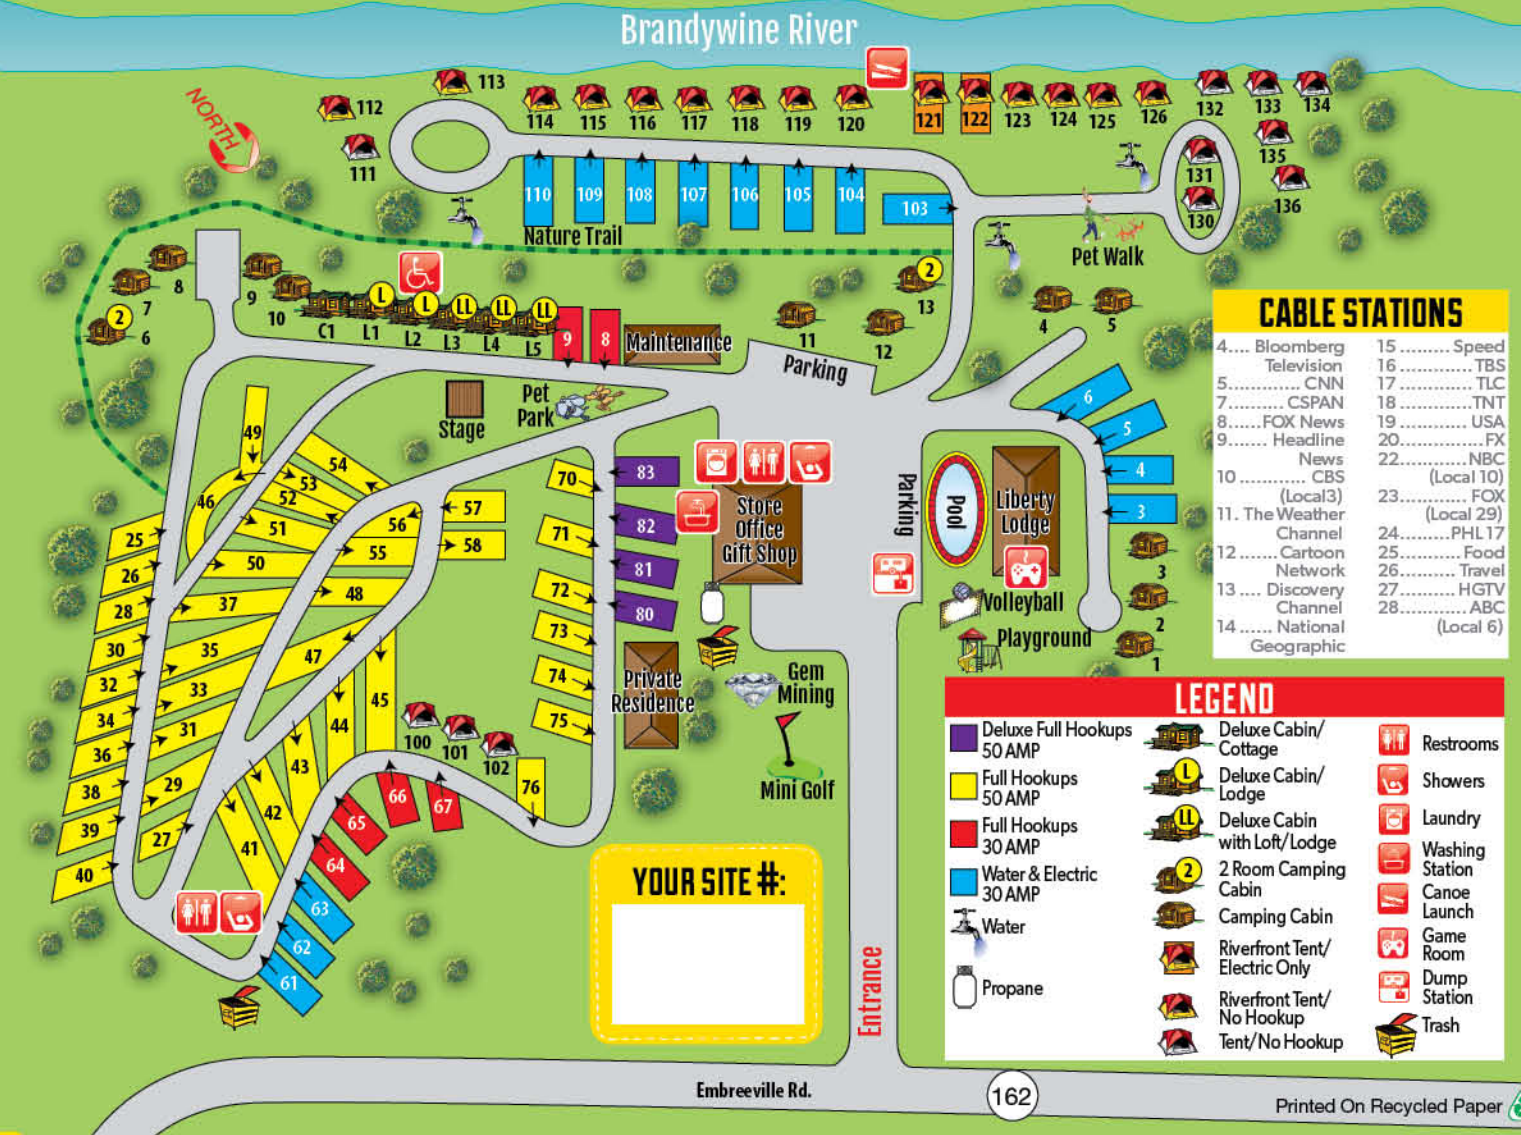 Brandywine River
NORTH
113
112
111
114
115
116
117
118
119
120
121
122
123
124
125
126
132
133
134
135
136
131
130
110
109
108
107
106
105
104
103
Nature Trail
Pet Walk
8
7
2
6
9
10
C1
L1
L2
L3
L4
L5
L
L
LL
LL
LL
9
8
Maintenance
11
12
2
13
4
5
Parking
Stage
Pet
Park
49
54
53
52
46
51
50
56
55
57
58
48
37
35
33
31
29
27
47
45
44
43
42
41
25
26
28
30
32
34
36
38
39
40
70
71
72
73
74
75
76
83
82
81
80
Store
Office
Gift Shop
Parking
Pool
Liberty
Lodge
6
5
4
3
3
2
1
Volleyball
Playground
Private
Residence
Gem
Mining
Mini Golf
100
101
102
67
66
65
64
63
62
61
YOUR SITE #:
Entrance
Embreeville Rd.
162
Printed On Recycled Paper
CABLE STATIONS
4.... Bloomberg
Television
5............ CNN
7.......... CSPAN
8......FOX News
9....... Headline
News
10 ............ CBS
(Local3)
11. The Weather
Channel
12 ....... Cartoon
Network
13 .... Discovery
Channel
14 ...... National
Geographic
15 ......... Speed
16 ............TBS
17 ............TLC
18 ............TNT
19 ............ USA
20..............FX
22............NBC
(Local 10)
23............ FOX
(Local 29)
24.........PHL17
25.......... Food
26.......... Travel
27.......... HGTV
28............ ABC
(Local 6)
LEGEND
Deluxe Full Hookups
50 AMP
Full Hookups
50 AMP
Full Hookups
30 AMP
Water & Electric
30 AMP
Water
Propane
Deluxe Cabin/
Cottage
L
Deluxe Cabin/
Lodge
LL
Deluxe Cabin
with Loft/Lodge
2
2 Room Camping
Cabin
Camping Cabin
Riverfront Tent/
Electric Only
Riverfront Tent/
No Hookup
Tent/No Hookup
Restrooms
Showers
Laundry
Washing
Station
Canoe
Launch
Game
Room
Dump
Station
Trash